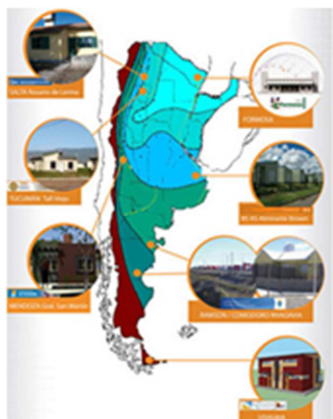 SALTA Rosario de Lerma
FORMOSA
TUCUMÁN Tafí Viejo
BS AS Almirante Brown
MENDOZA Gral. San Martín
RAWSON / COMODORO RIVADAVIA
USHUAIA